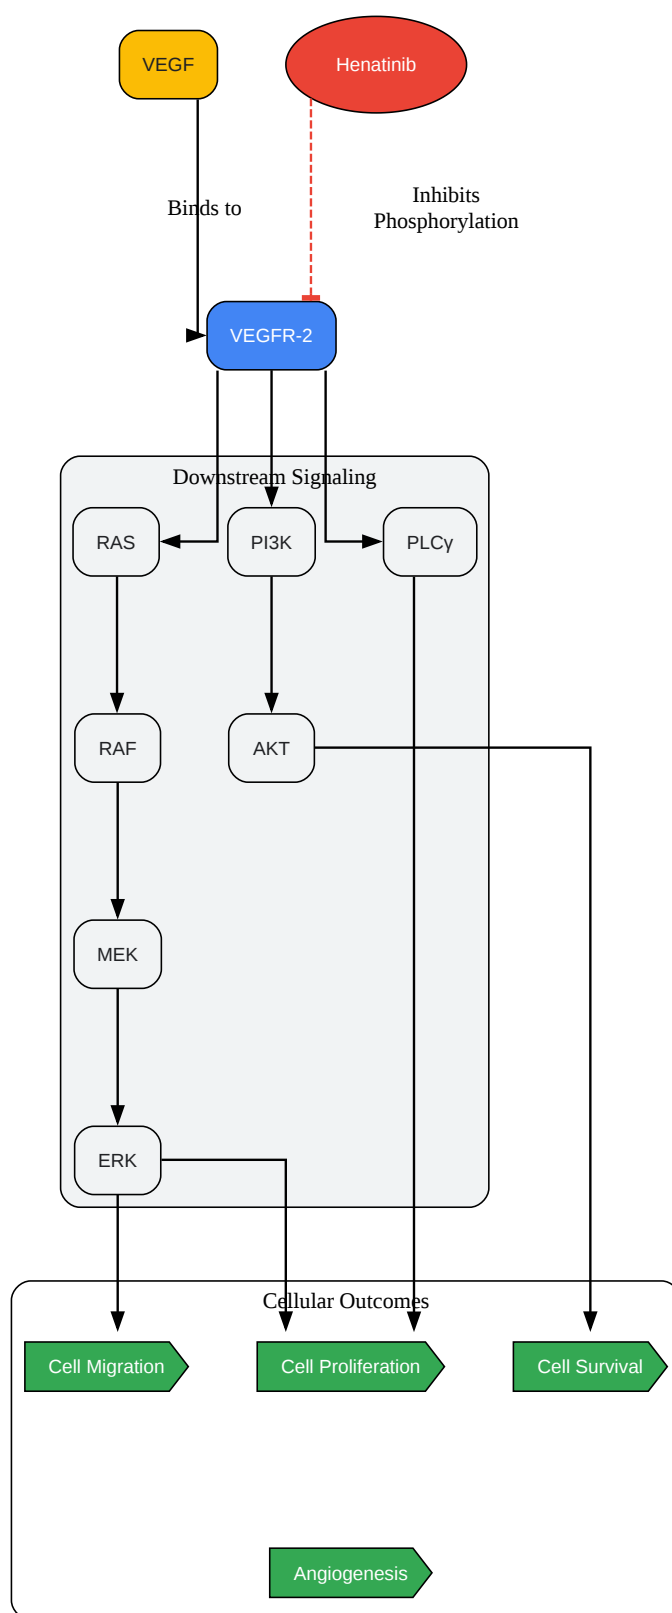 VEGF
Henatinib
Binds to
Inhibits
Phosphorylation
VEGFR-2
Downstream Signaling
RAS
PI3K
PLCγ
RAF
AKT
MEK
ERK
Cellular Outcomes
Cell Migration
Cell Proliferation
Cell Survival
Angiogenesis